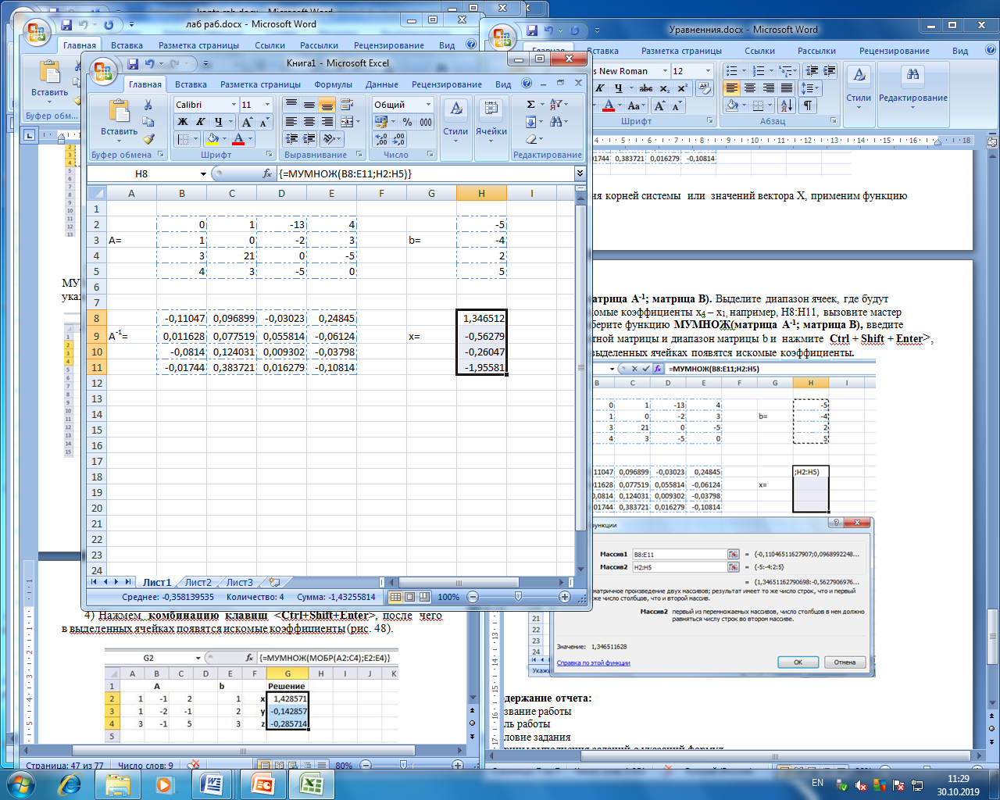 лаб раб.docx - Microsoft Word
Уравненния.docx - Microsoft Word
Главная Вставка Разметка страницы Ссылки Рассылки Рецензирование Вид
Вставка Разметка страницы Ссылки Рассылки Рецензирование Вид
Вставить
Буфер обм...
s New Roman 12
Шрифт Абзац Стили Редактирование
Книга1 - Microsoft Excel
Главная Вставка Разметка страницы Формулы Данные Рецензирование Вид
Вставить Calibri 11 Общий Стили Ячейки
Ж К Ч % 000
Буфер обмена Шрифт Выравнивание Число Редактирование
H8 fx {=МУМНОЖ(B8:E11;H2:H5)}
A B C D E F G H I
1
2 0 1 -13 4 -5
3 A= 1 0 -2 3 b= -4
4 3 21 0 -5 2
5 4 3 -5 0 5
6
7
8 -0,11047 0,096899 -0,03023 0,24845 1,346512
9 A-1= 0,011628 0,077519 0,055814 -0,06124 x= -0,56279
10 -0,0814 0,124031 0,009302 -0,03798 -0,26047
11 -0,01744 0,383721 0,016279 -0,10814 -1,95581
12
13
14
15
16
17
18
19
20
21
22
23
24
Лист1 Лист2 Лист3
Среднее: -0,358139535 Количество: 4 Сумма: -1,43255814 100%
4) Нажмем комбинацию клавиш <Ctrl+Shift+Enter>, после чего
в выделенных ячейках появятся искомые коэффициенты (рис. 48).
G2 fx {=МУМНОЖ(МОБР(A2:C4);E2:E4)}
A B C D E F G H I J K
1 A b Решение
2 1 -1 2 1 x 1,428571
3 1 -2 -1 2 y -0,142857
4 3 -1 5 3 z -0,285714
5
Страница: 47 из 77 Число слов: 9 80%
01744 0,383721 0,016279 -0,10814
ия корней системы или значений вектора X, применим функцию
атрица A-1; матрица B). Выделите диапазон ячеек, где будут
комые коэффициенты x4 – x1, например, H8:H11, вызовите мастер
берите функцию МУМНОЖ(матрица A-1; матрица B), введите
тной матрицы и диапазон матрицы b и нажмите Ctrl + Shift + Enter>,
выделенных ячейках появятся искомые коэффициенты.
fx =МУМНОЖ(B8:E11;H2:H5)
B C D E F G H I
0 1 -13 4 -5
1 0 -2 3 b= -4
3 21 0 -5 2
4 3 -5 0 5
11047 0,096899 -0,03023 0,24845 ;H2:H5)
011628 0,077519 0,055814 -0,06124 x=
0,0814 0,124031 0,009302 -0,03798
01744 0,383721 0,016279 -0,10814
функции
Массив1 B8:E11 = {-0,11046511627907;0,0968992248...
Массив2 H2:H5 = {-5:-4:2:5}
= {1,34651162790698:-0,5627906976...
матричное произведение двух массивов; результат имеет то же число строк, что и первый
же число столбцов, что и второй массив.
Массив2 первый из перемножаемых массивов, число столбцов в нем должно
равняться числу строк во втором массиве.
Значение: 1,346511628
Справка по этой функции ОК Отмена
держание отчета:
звание работы
ль работы
ловие задания
EN 11:29
30.10.2019